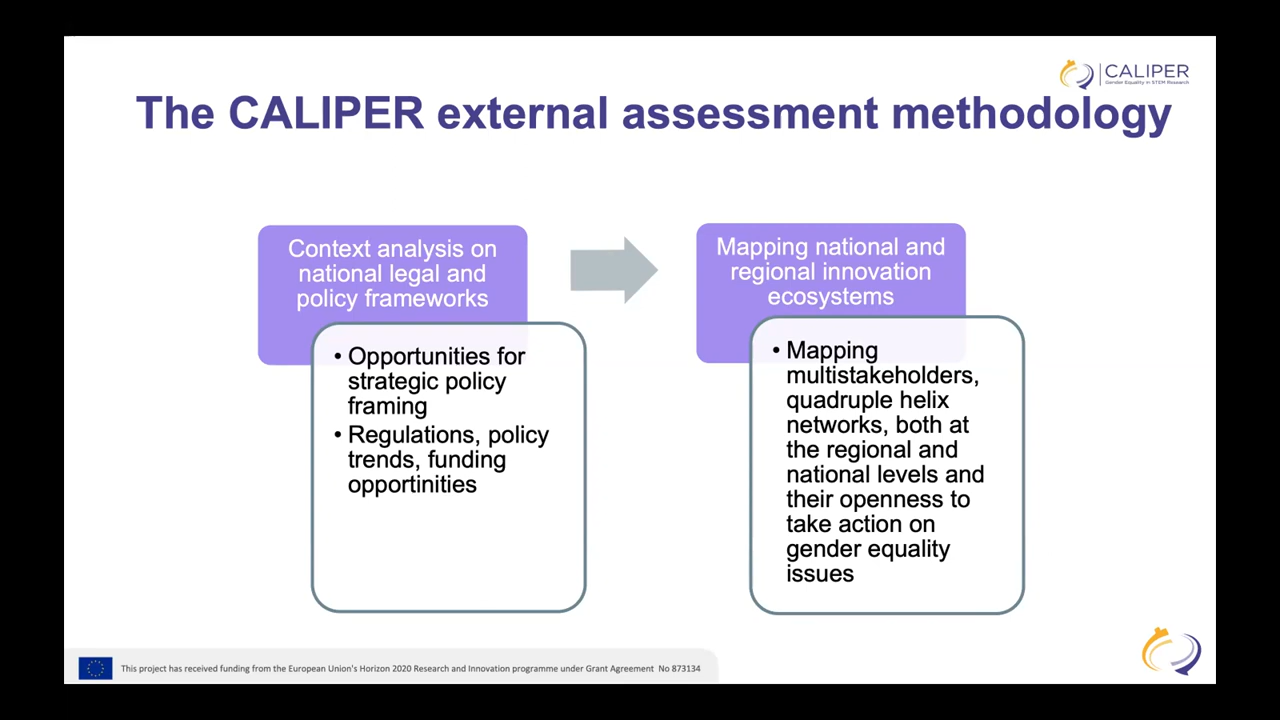 CALIPER
Gender Equality in STEM Research
The CALIPER external assessment methodology
Context analysis on
national legal and
policy frameworks
• Opportunities for
strategic policy
framing
• Regulations, policy
trends, funding
opportinities
Mapping national and
regional innovation
ecosystems
• Mapping
multistakeholders,
quadruple helix
networks, both at
the regional and
national levels and
their openness to
take action on
gender equality
issues
This project has received funding from the European Union's Horizon 2020 Research and Innovation programme under Grant Agreement No 873134